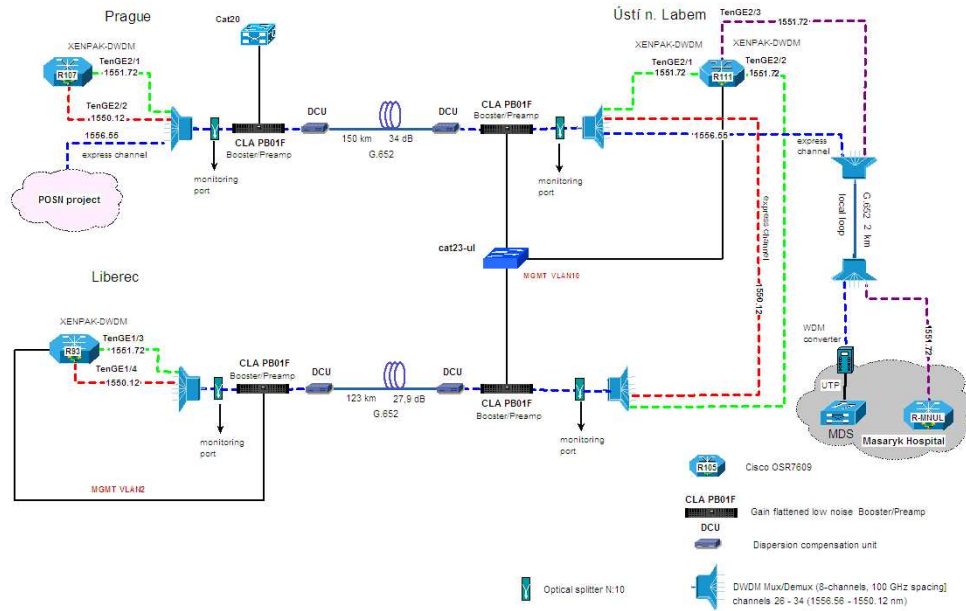 Prague
Cat20
Ústí n. Labem
TenGE2/3
1551.72
XENPAK-DWDM
TenGE2/1
1551.72
R107
TenGE2/2
1550.12
1556.55
express channel
POSN project
monitoring
port
CLA PB01F
Booster/Preamp
DCU
150 km
34 dB
G.652
DCU
CLA PB01F
Booster/Preamp
monitoring
port
XENPAK-DWDM
XENPAK-DWDM
TenGE2/1
1551.72
R111
TenGE2/2
1551.72
1556.55
express
channel
G.652 2 km
local loop
express channel
1550.12
cat23-ul
MGMT VLAN10
Liberec
XENPAK-DWDM
TenGE1/3
1551.72
R93
TenGE1/4
1550.12
monitoring
port
CLA PB01F
Booster/Preamp
DCU
123 km
27,9 dB
G.652
DCU
CLA PB01F
Booster/Preamp
monitoring
port
MGMT VLAN2
1551.72
WDM
converter
UTP
MDS
R-MNUL
Masaryk Hospital
R105
Cisco OSR7609
CLA PB01F
Gain flattened low noise Booster/Preamp
DCU
Dispersion compensation unit
Optical splitter N:10
DWDM Mux/Demux (8-channels, 100 GHz spacing]
channels 26 - 34 (1556.56 - 1550.12 nm)